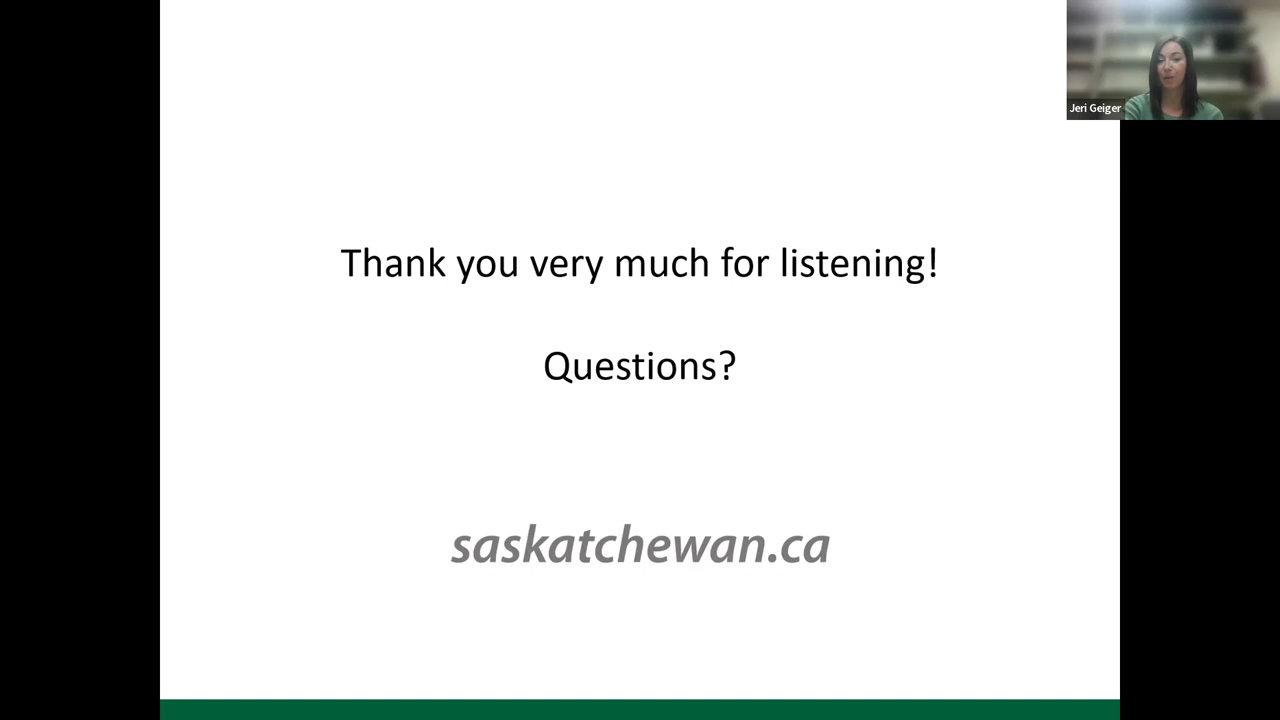 Jeri Geiger
Thank you very much for listening!
Questions?
saskatchewan.ca